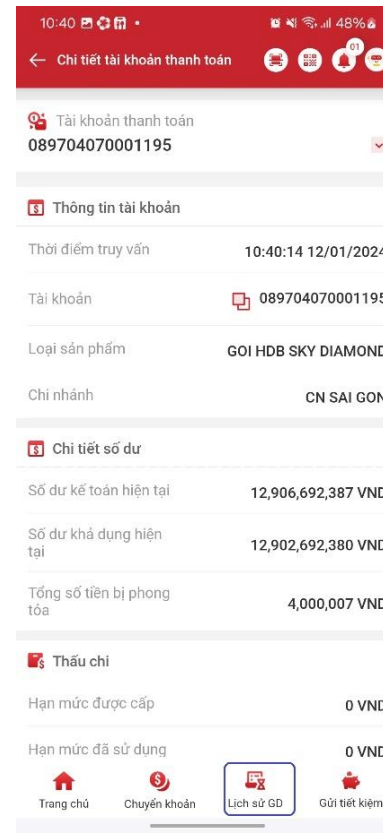 10:40
48%
Chi tiết tài khoản thanh toán
01
Tài khoản thanh toán
089704070001195
Thông tin tài khoản
Thời điểm truy vấn 10:40:14 12/01/2024
Tài khoản 089704070001195
Loại sản phẩm GOI HDB SKY DIAMOND
Chi nhánh CN SAI GON
Chi tiết số dư
Số dư kế toán hiện tại 12,906,692,387 VND
Số dư khả dụng hiện
tại 12,902,692,380 VND
Tổng số tiền bị phong
tỏa 4,000,007 VND
Thấu chi
Hạn mức được cấp 0 VND
Hạn mức đã sử dụng 0 VND
Trang chủ Chuyển khoản Lịch sử GD Gửi tiết kiệm